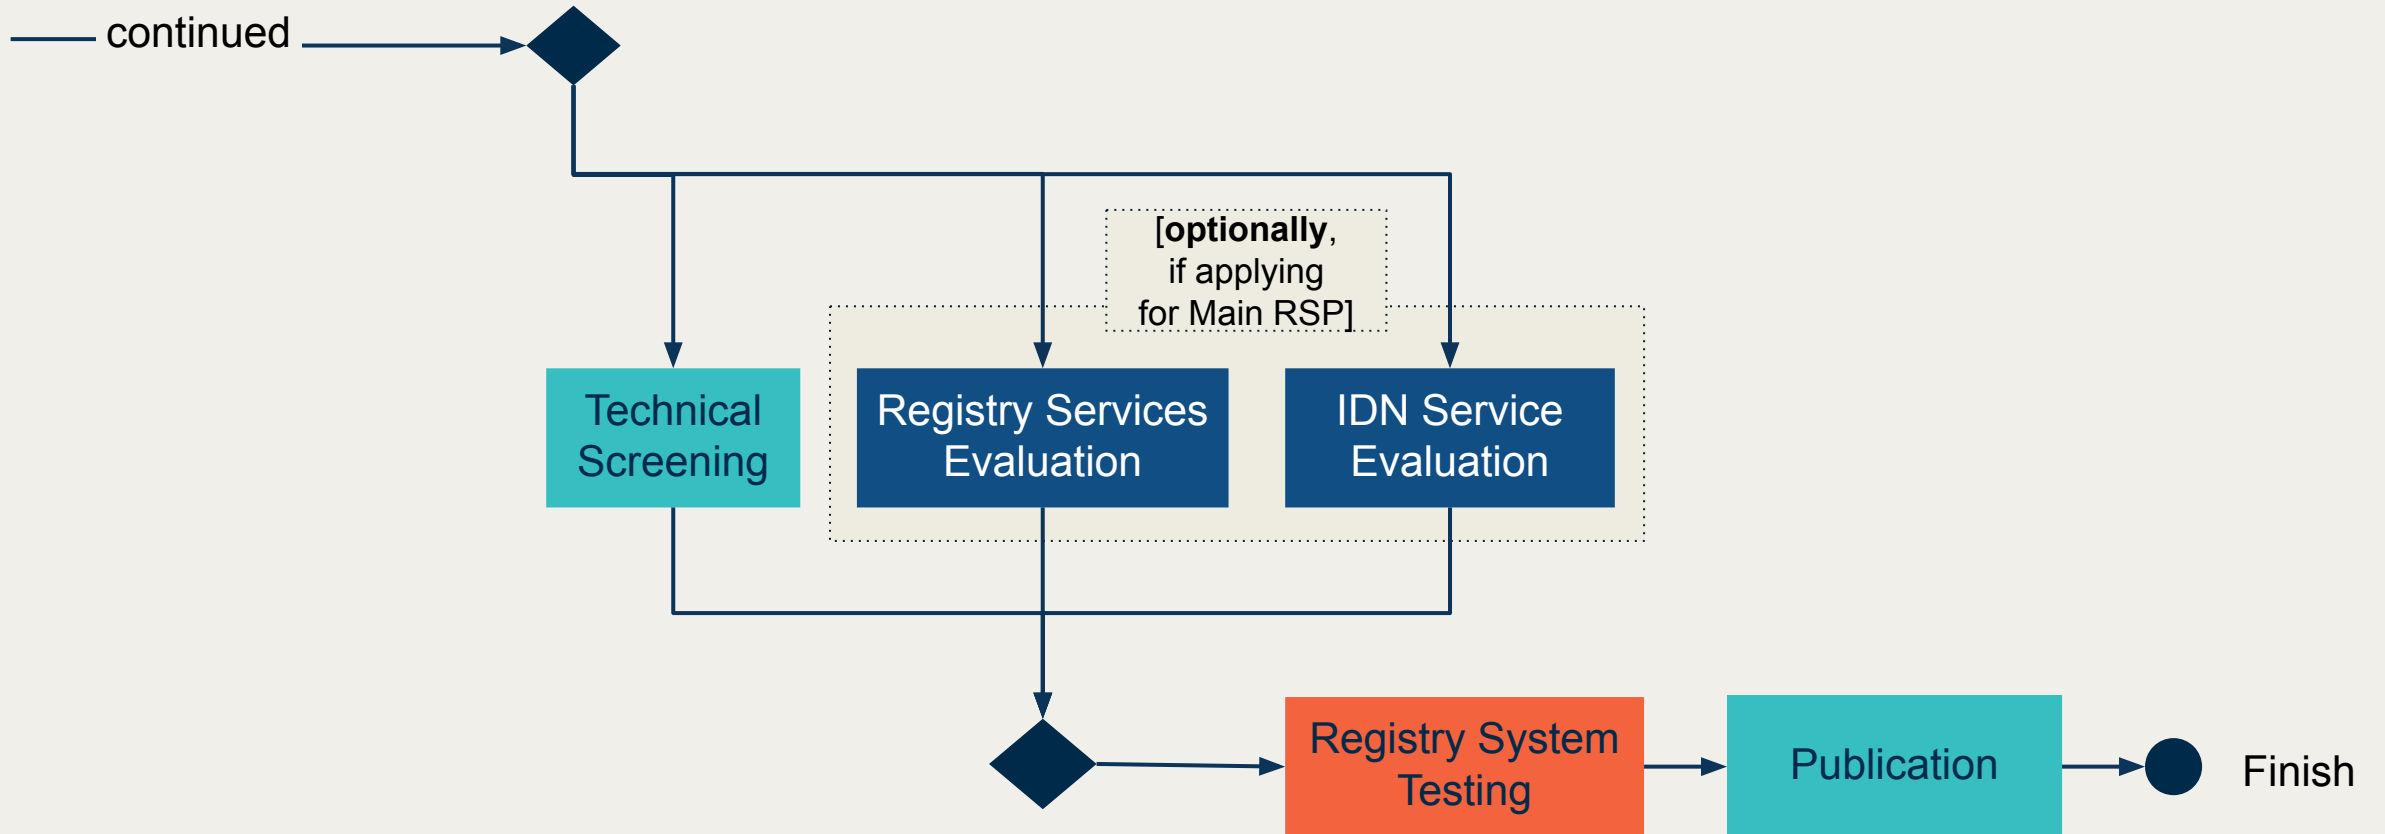 continued
[optionally,
if applying
for Main RSP]
Technical
Screening
Registry Services
Evaluation
IDN Service
Evaluation
Registry System
Testing
Publication
Finish